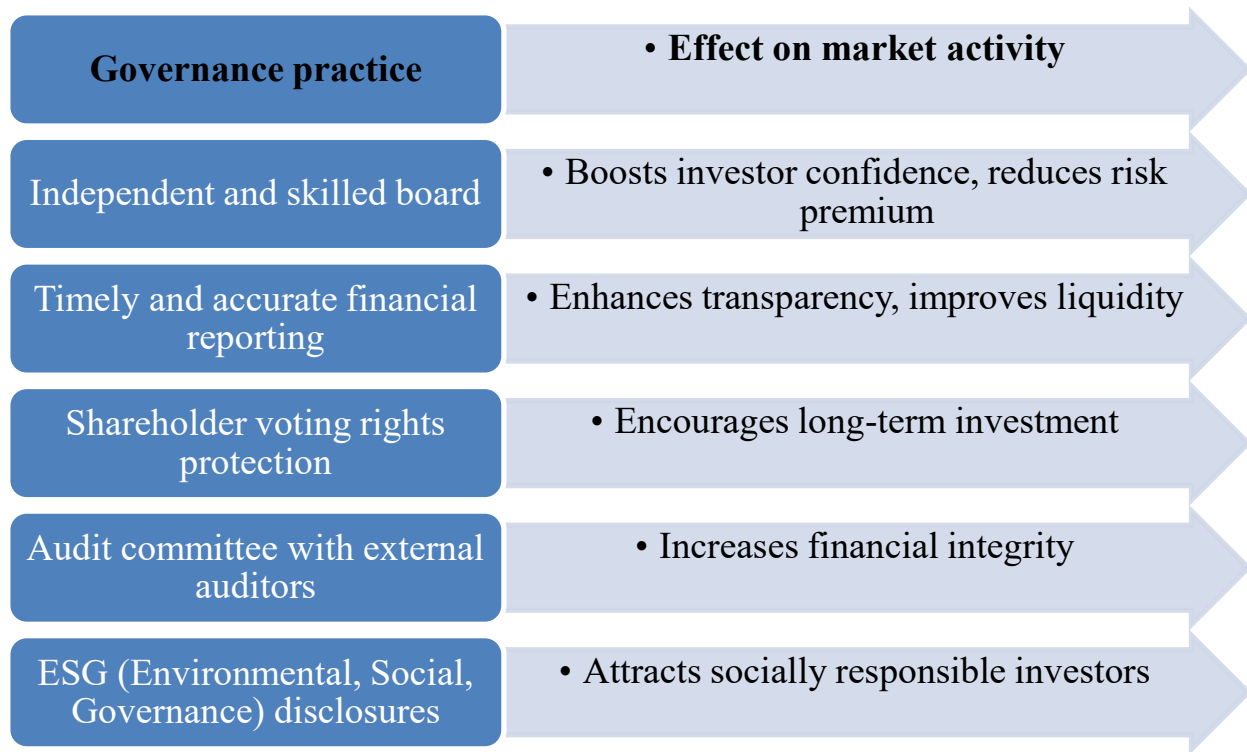 Governance practice
• Effect on market activity
Independent and skilled board
• Boosts investor confidence, reduces risk
premium
Timely and accurate financial
reporting
• Enhances transparency, improves liquidity
Shareholder voting rights
protection
• Encourages long-term investment
Audit committee with external
auditors
• Increases financial integrity
ESG (Environmental, Social,
Governance) disclosures
• Attracts socially responsible investors